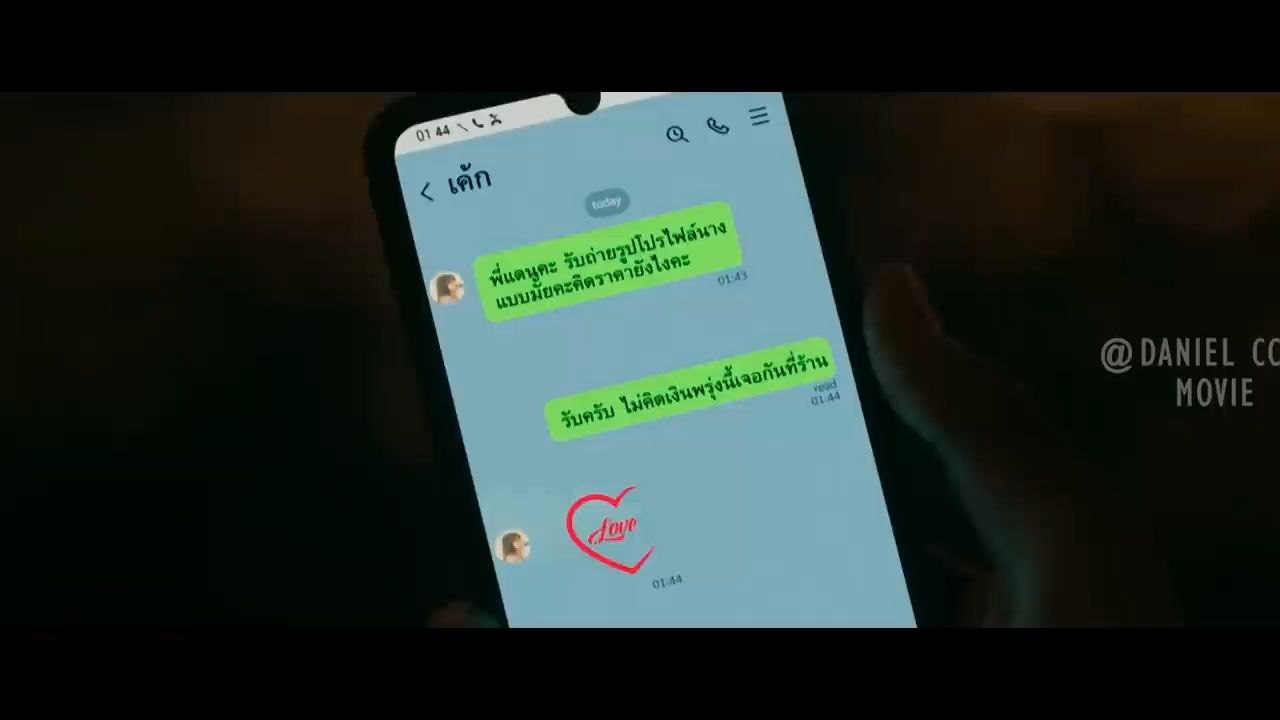 01 44
เค้ก
today
พี่แดนคะ รับถ่ายรูปโปรไฟล์นาง
แบบมั้ยคะคิดราคายังไงคะ
01:43
รับครับ ไม่คิดเงินพรุ่งนี้เจอกันที่ร้าน
read
01:44
Love
01:44
@DANIEL CO
MOVIE